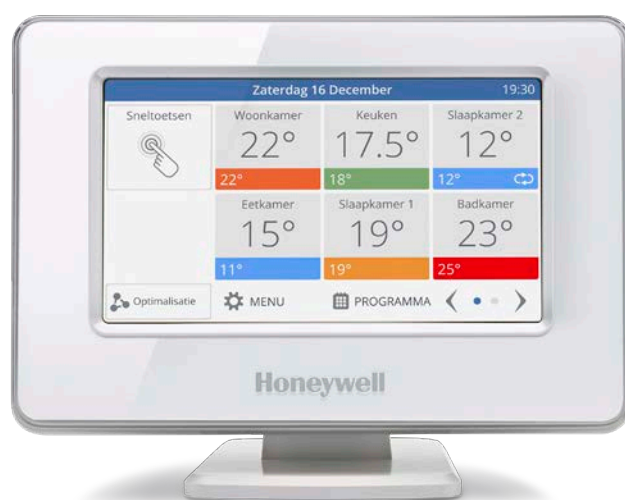 Zaterdag 16 December 19:30
Sneltoetsen
Woonkamer
22°
22°
Keuken
17.5°
18°
Slaapkamer 2
12°
12°
Eetkamer
15°
11°
Slaapkamer 1
19°
19°
Badkamer
23°
25°
Optimalisatie
MENU
PROGRAMMA
Honeywell